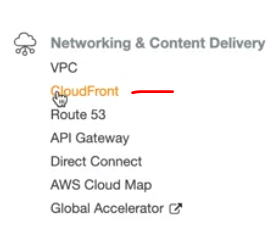 Networking & Content Delivery
VPC
CloudFront
Route 53
API Gateway
Direct Connect
AWS Cloud Map
Global Accelerator